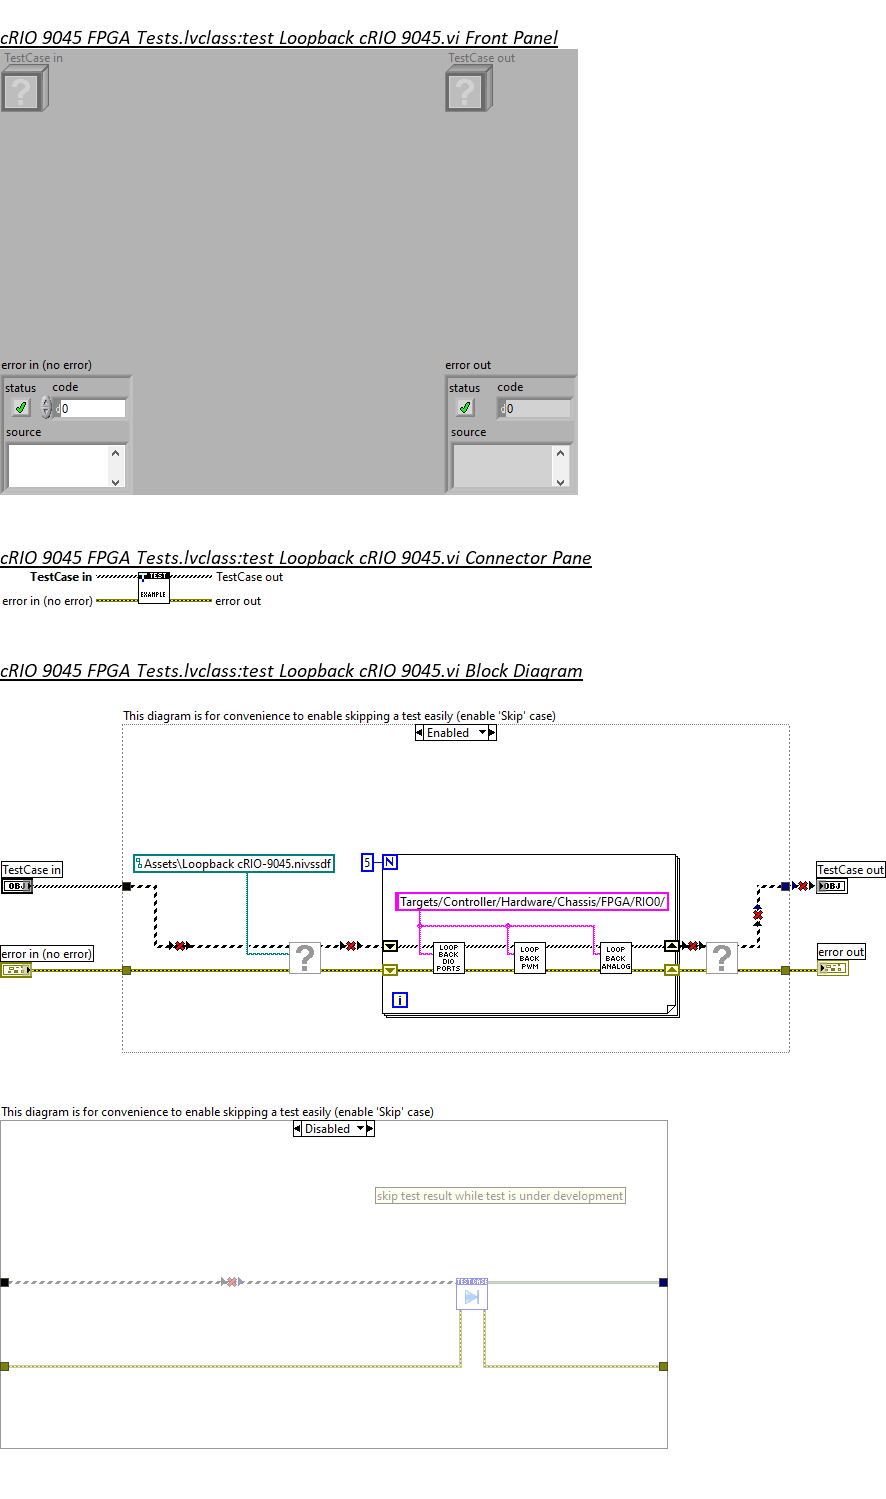 cRIO 9045 FPGA Tests.lvclass:test Loopback cRIO 9045.vi Front Panel
TestCase in
TestCase out
?
?
error in (no error)
error out
status
code
status
code
d
0
d
0
source
source
cRIO 9045 FPGA Tests.lvclass:test Loopback cRIO 9045.vi Connector Pane
TestCase in
TEST
TestCase out
error in (no error)
EXAMPLE
error out
cRIO 9045 FPGA Tests.lvclass:test Loopback cRIO 9045.vi Block Diagram
This diagram is for convenience to enable skipping a test easily (enable 'Skip' case)
Enabled
Assets\Loopback cRIO-9045.nivssdf
5
N
TestCase in
TestCase out
OBJ
OBJ
Targets/Controller/Hardware/Chassis/FPGA/RIO0/
error in (no error)
?
LOOP
BACK
DIO
PORTS
LOOP
BACK
PWM
LOOP
BACK
ANALOG
?
error out
i
This diagram is for convenience to enable skipping a test easily (enable 'Skip' case)
Disabled
skip test result while test is under development
TEST CASE